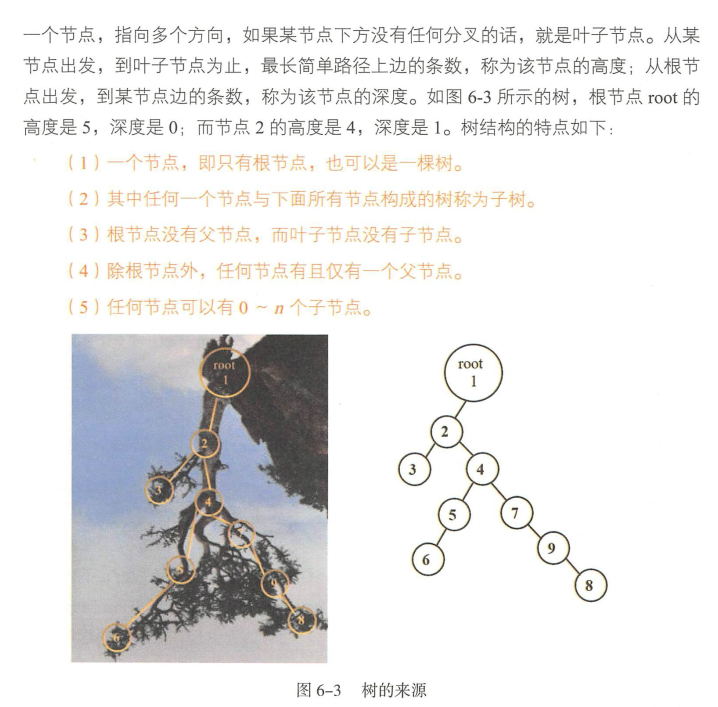 一个节点，指向多个方向，如果某节点下方没有任何分叉的话，就是叶子节点。从某
节点出发，到叶子节点为止，最长简单路径上边的条数，称为该节点的高度；从根节
点出发，到某节点边的条数，称为该节点的深度。如图 6-3 所示的树，根节点 root 的
高度是 5，深度是 0；而节点 2 的高度是 4，深度是 1。树结构的特点如下：
（1）一个节点，即只有根节点，也可以是一棵树。
（2）其中任何一个节点与下面所有节点构成的树称为子树。
（3）根节点没有父节点，而叶子节点没有子节点。
（4）除根节点外，任何节点有且仅有一个父节点。
（5）任何节点可以有 0 ~ n 个子节点。
root
1
2
3
4
5
9
8
6
root
1
2
3
4
5
7
6
9
8
图 6-3 树的来源